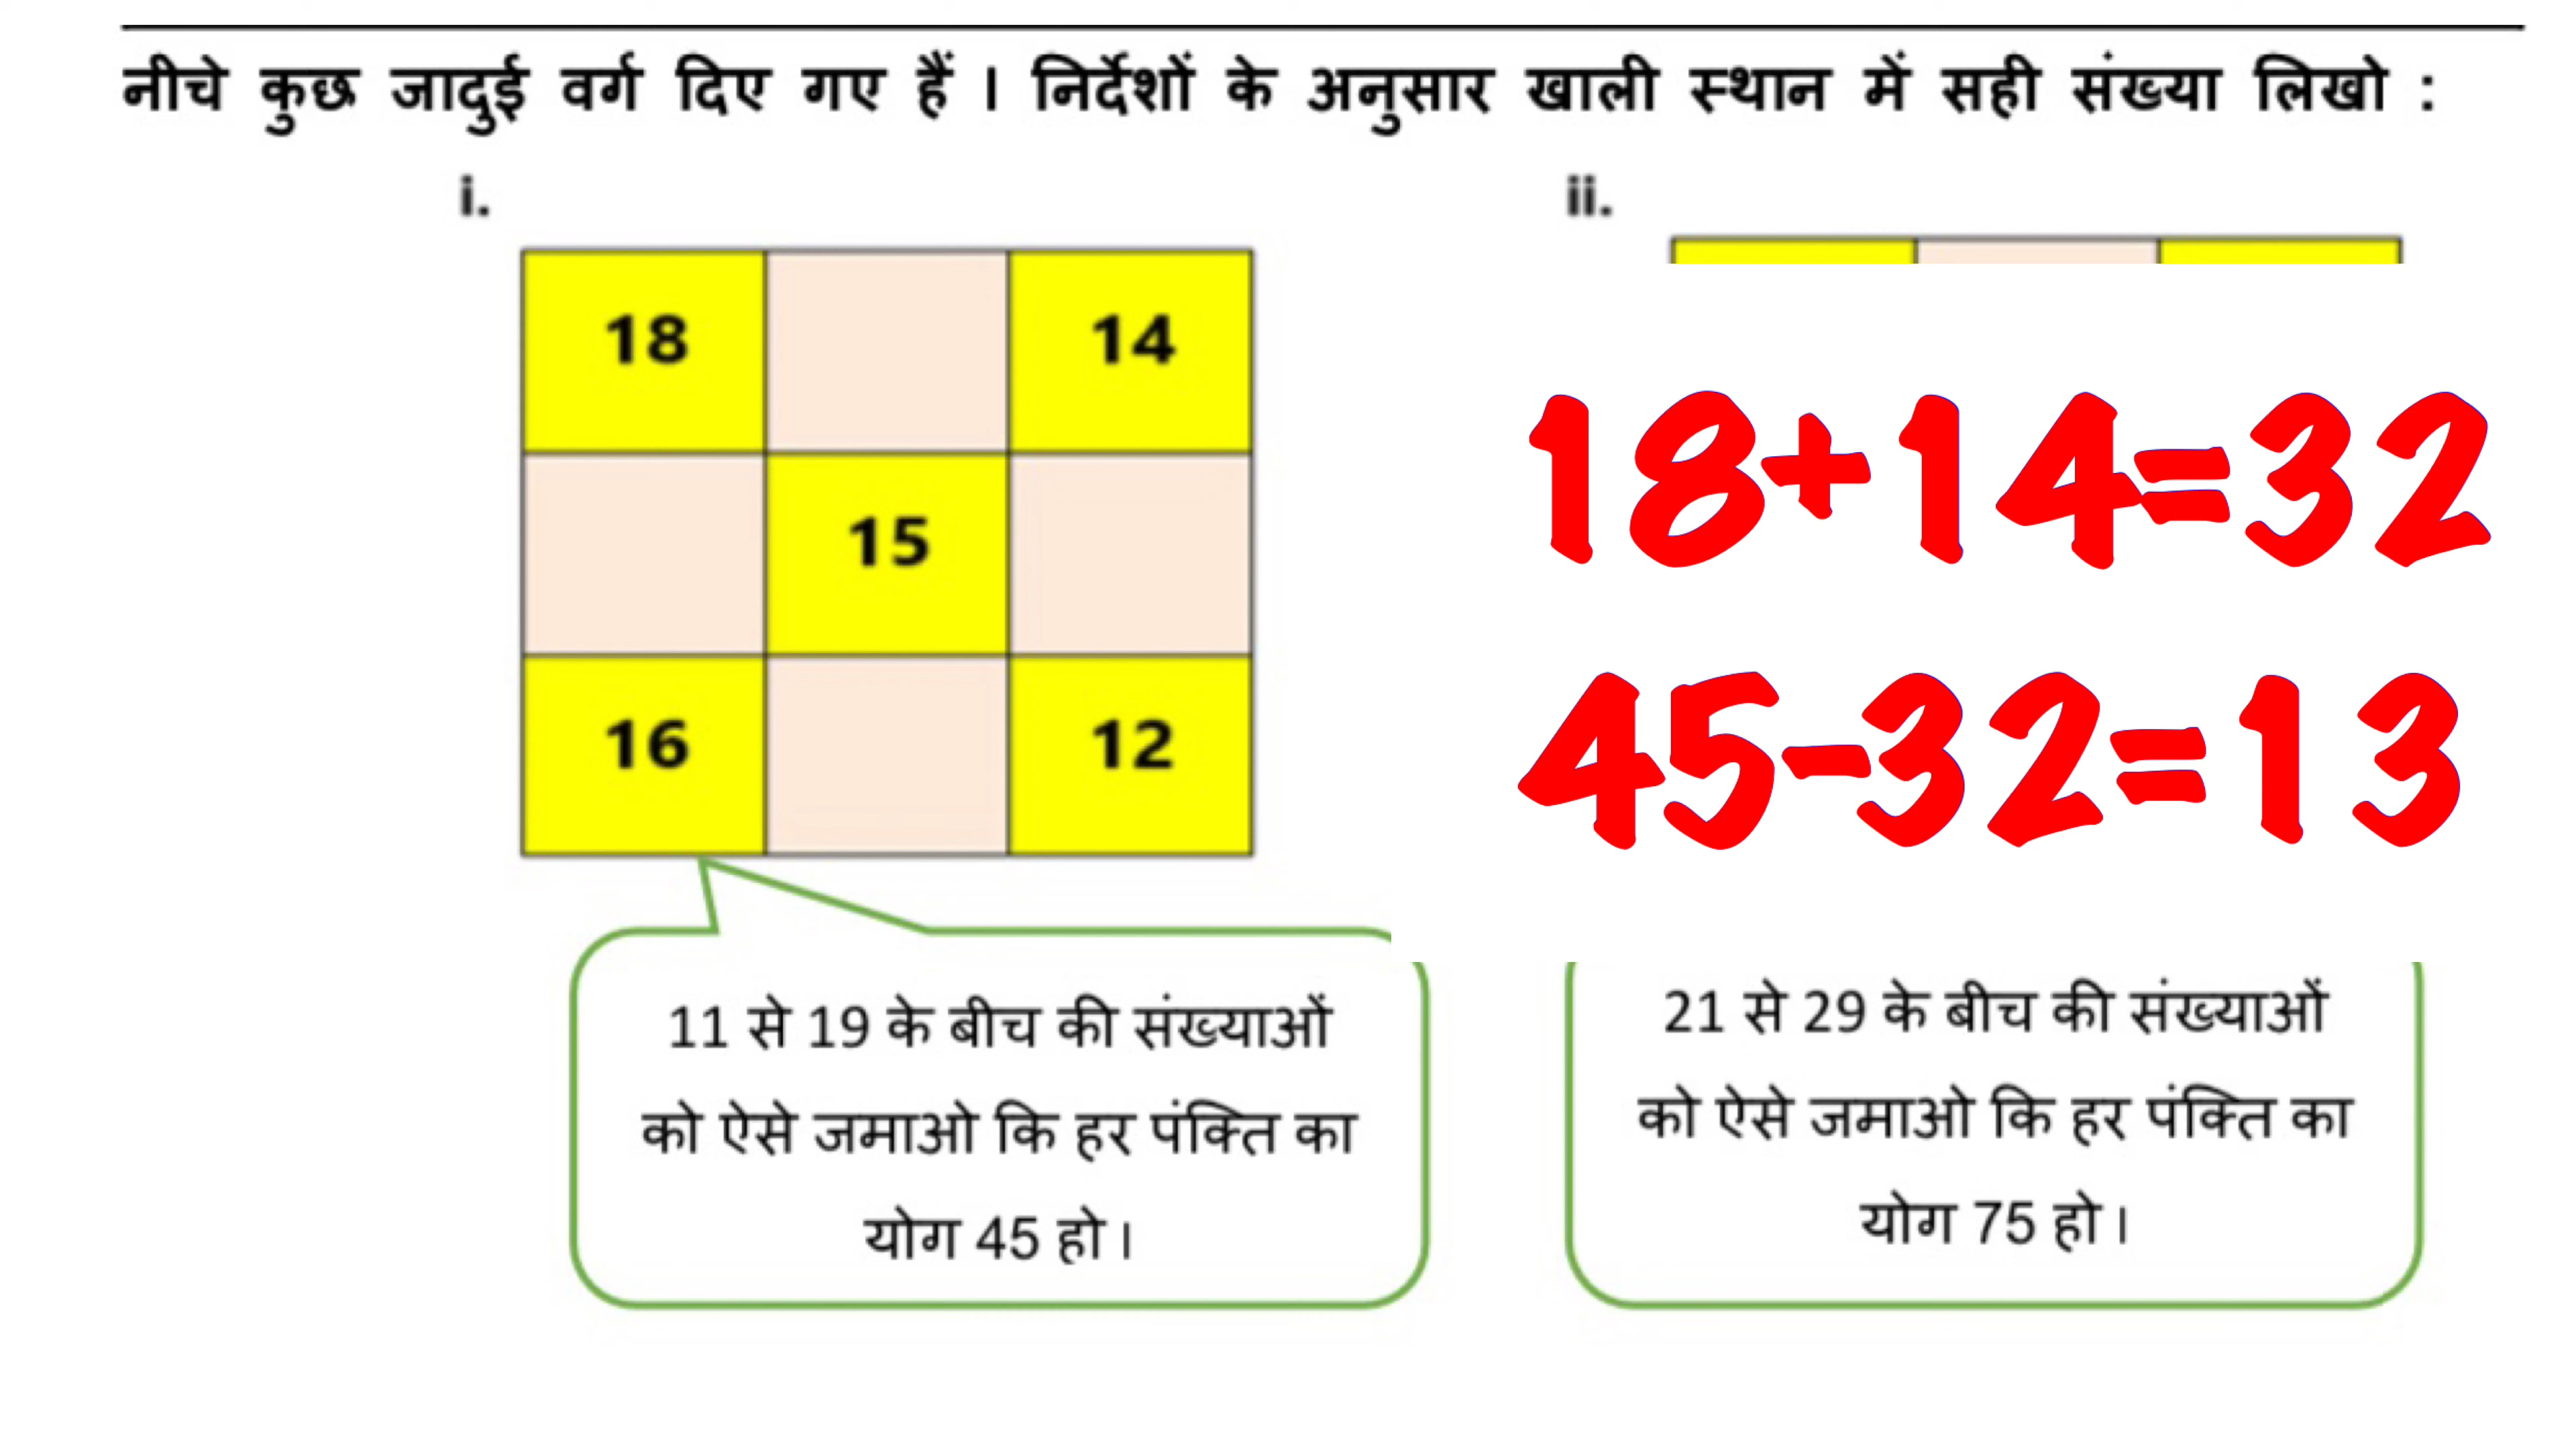 नीचे कुछ जादुई वर्ग दिए गए हैं । निर्देशों के अनुसार खाली स्थान में सही संख्या लिखो :
i.
18 14
15
16 12
11 से 19 के बीच की संख्याओं
को ऐसे जमाओ कि हर पंक्ति का
योग 45 हो ।
ii.
18+14=32
45-32=13
21 से 29 के बीच की संख्याओं
को ऐसे जमाओ कि हर पंक्ति का
योग 75 हो ।